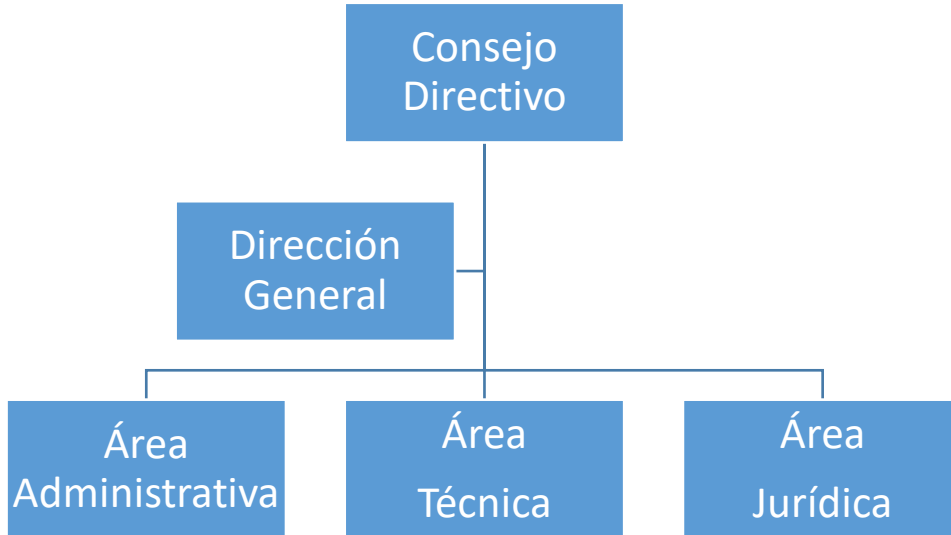 Consejo
Directivo
Dirección
General
Área
Administrativa
Área
Técnica
Área
Jurídica